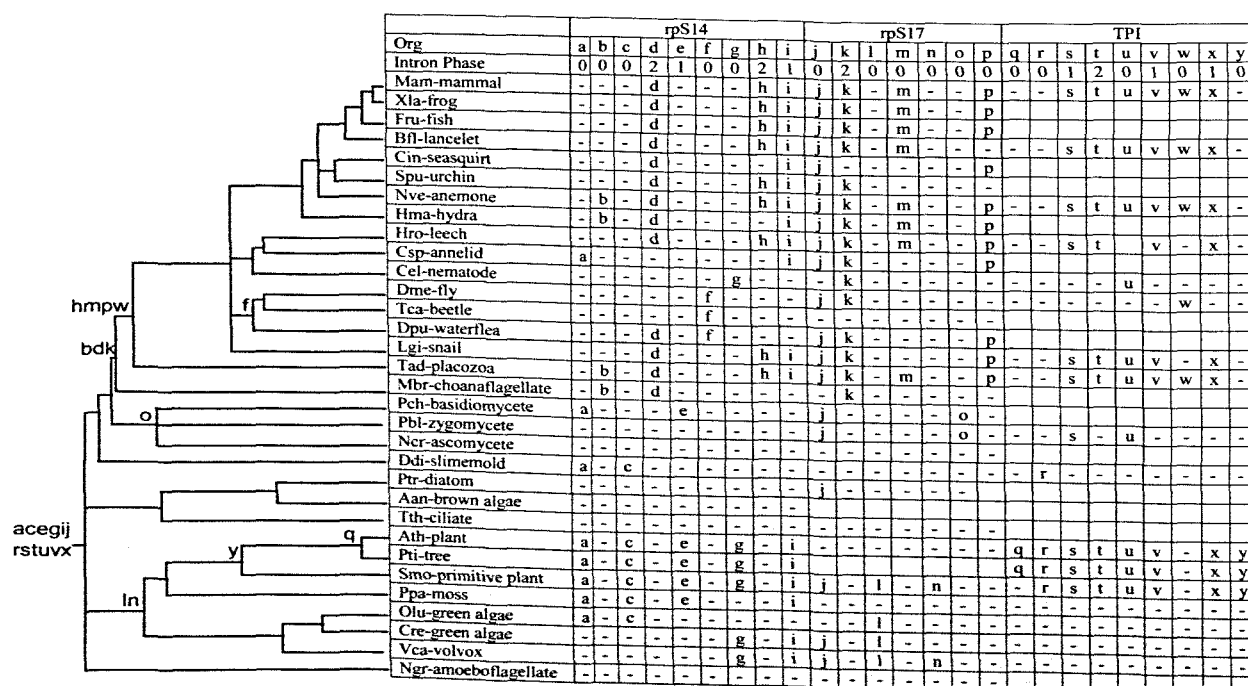 rpS14 rpS17 TPI
Org a b c d e f g h i j k l m n o p q r s t u v w x y
Intron Phase 0 0 0 2 1 0 0 2 1 0 2 0 0 0 0 0 0 0 1 2 0 1 0 1 0
Mam-mammal - - - d - - - h i j k - m - - p - - s t u v w x -
Xla-frog - - - d - - - h i j k - m - - p
Fru-fish - - - d - - - h i j k - m - - p
Bfl-lancelet - - - d - - - h i j k - m - - - - - s t u v w x -
Cin-seasquirt - - - d - - - - i j - - - - - p
Spu-urchin - - - d - - - h i j k - - - - -
Nve-anemone - b - d - - - h i j k - m - - p - - s t u v w x -
Hma-hydra - b - d - - - - i j k - m - - p
Hro-leech - - - d - - - h i j k - m - - p - - s t v - x -
Csp-annelid a - - - - - - - i j k - - - - p
Cel-nematode - - - - - - g - - - k - - - - - - - - - u - - - -
Dme-fly - - - - - f - - - j k - - - - - - - - - - - w - -
Tca-beetle - - - - - f - - - - - - - - - -
Dpu-waterflea - - - d - f - - - j k - - - - p
Lgi-snail - - - d - - - h i j k - - - - p - - s t u v - x -
Tad-placozoa - b - d - - - h i j k - m - - p - - s t u v w x -
Mbr-choanaflagellate - b - d - - - - - - k - - - - -
Pch-basidiomycete a - - - e - - - - j - - - - o -
Pbl-zygomycete - - - - - - - - - j - - - - o - - - s - u - - - -
Ncr-ascomycete - - - - - - - - - - - - - - - -
Ddi-slimemold a - c - - - - - - - - - - - - - - r - - - - - - -
Ptr-diatom - - - - - - - - - j - - - - - -
Aan-brown algae - - - - - - - - - - - - - - - -
Tth-ciliate - - - - - - - - - - - - - - - -
Ath-plant a - c - e - g - i - - - - - - - q r s t u v - x y
Pti-tree a - c - e - g - i - - - - - - - q r s t u v - x y
Smo-primitive plant a - c - e - g - i j - l - n - - - r s t u v - x y
Ppa-moss a - c - e - - - i - - - - - - - - - - - - - - - -
Olu-green algae a - c - - - - - - - - l - - - - - - - - - - - - -
Cre-green algae - - - - - - g - i j - l - - - - - - - - - - - - -
Vca-volvox - - - - - - g - i j - l - n - - - - - - - - - - -
Ngr-amoeboflagellate - - - - - - - - - - - - - - - - - - - - - - - - -
hmpw
f
bdk
o
acegij
rstuvx
q
y
ln